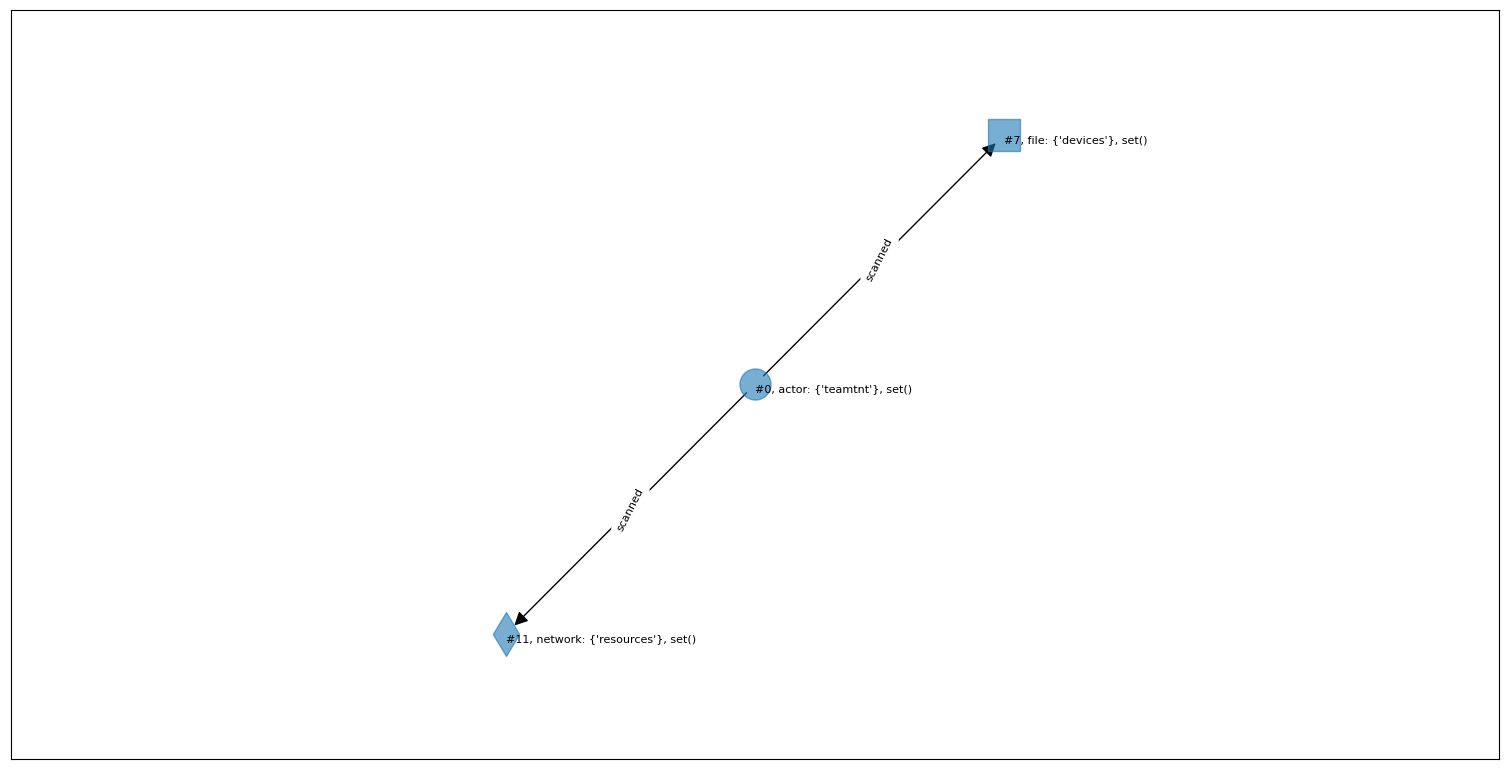 #7, file: {'devices'}, set()
scanned
#0, actor: {'teamtnt'}, set()
scanned
#11, network: {'resources'}, set()